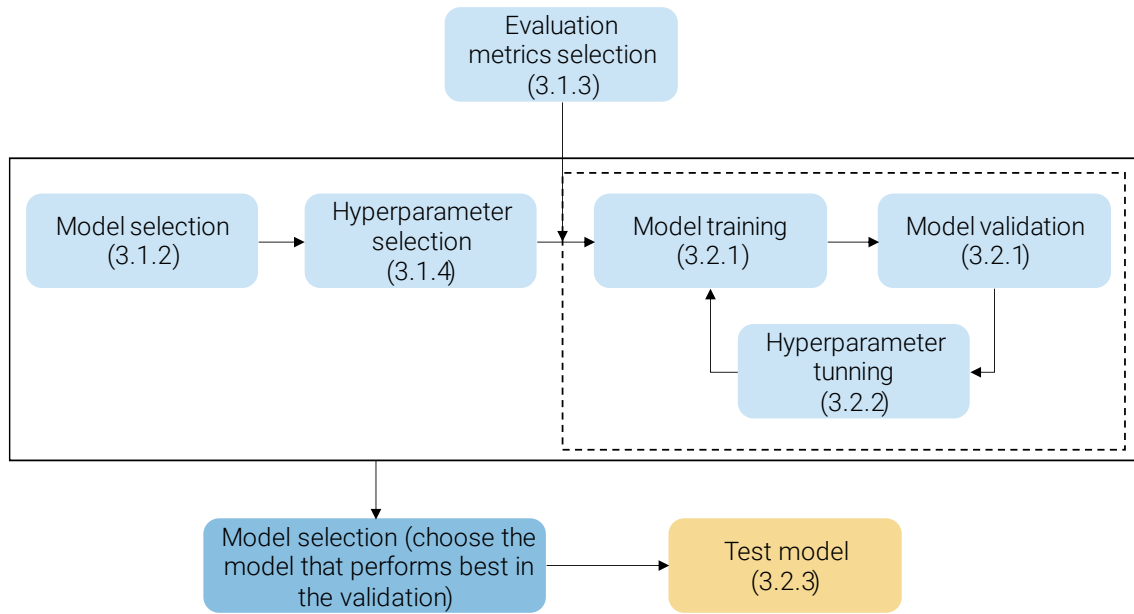 Evaluation
metrics selection
(3.1.3)
Model selection
(3.1.2)
Hyperparameter
selection
(3.1.4)
Model training
(3.2.1)
Model validation
(3.2.1)
Hyperparameter
tunning
(3.2.2)
Model selection (choose the
model that performs best in
the validation)
Test model
(3.2.3)